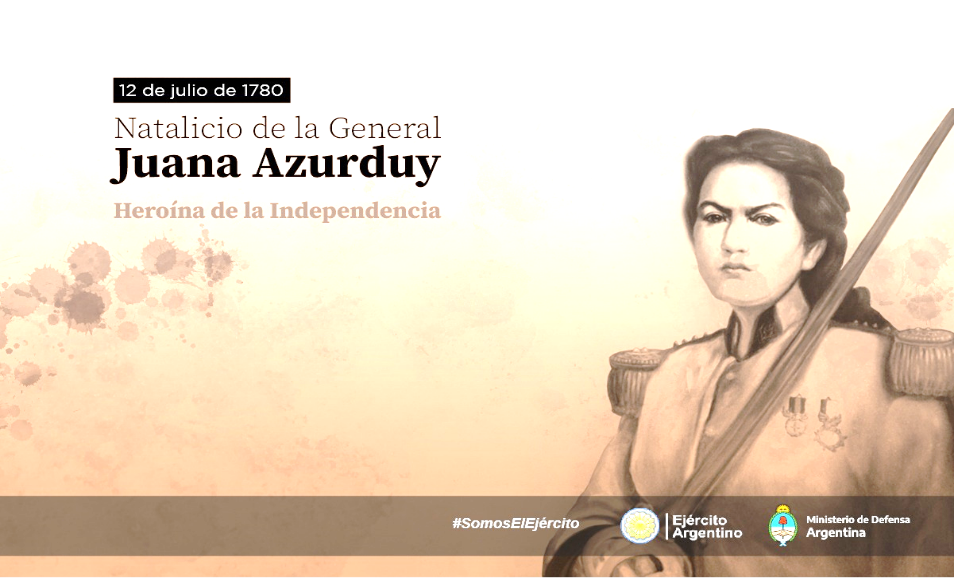 12 de julio de 1780
Natalicio de la General
Juana Azurduy
Heroína de la Independencia
#SomosElEjército
Ejército
Argentino
Ministerio de Defensa
Argentina